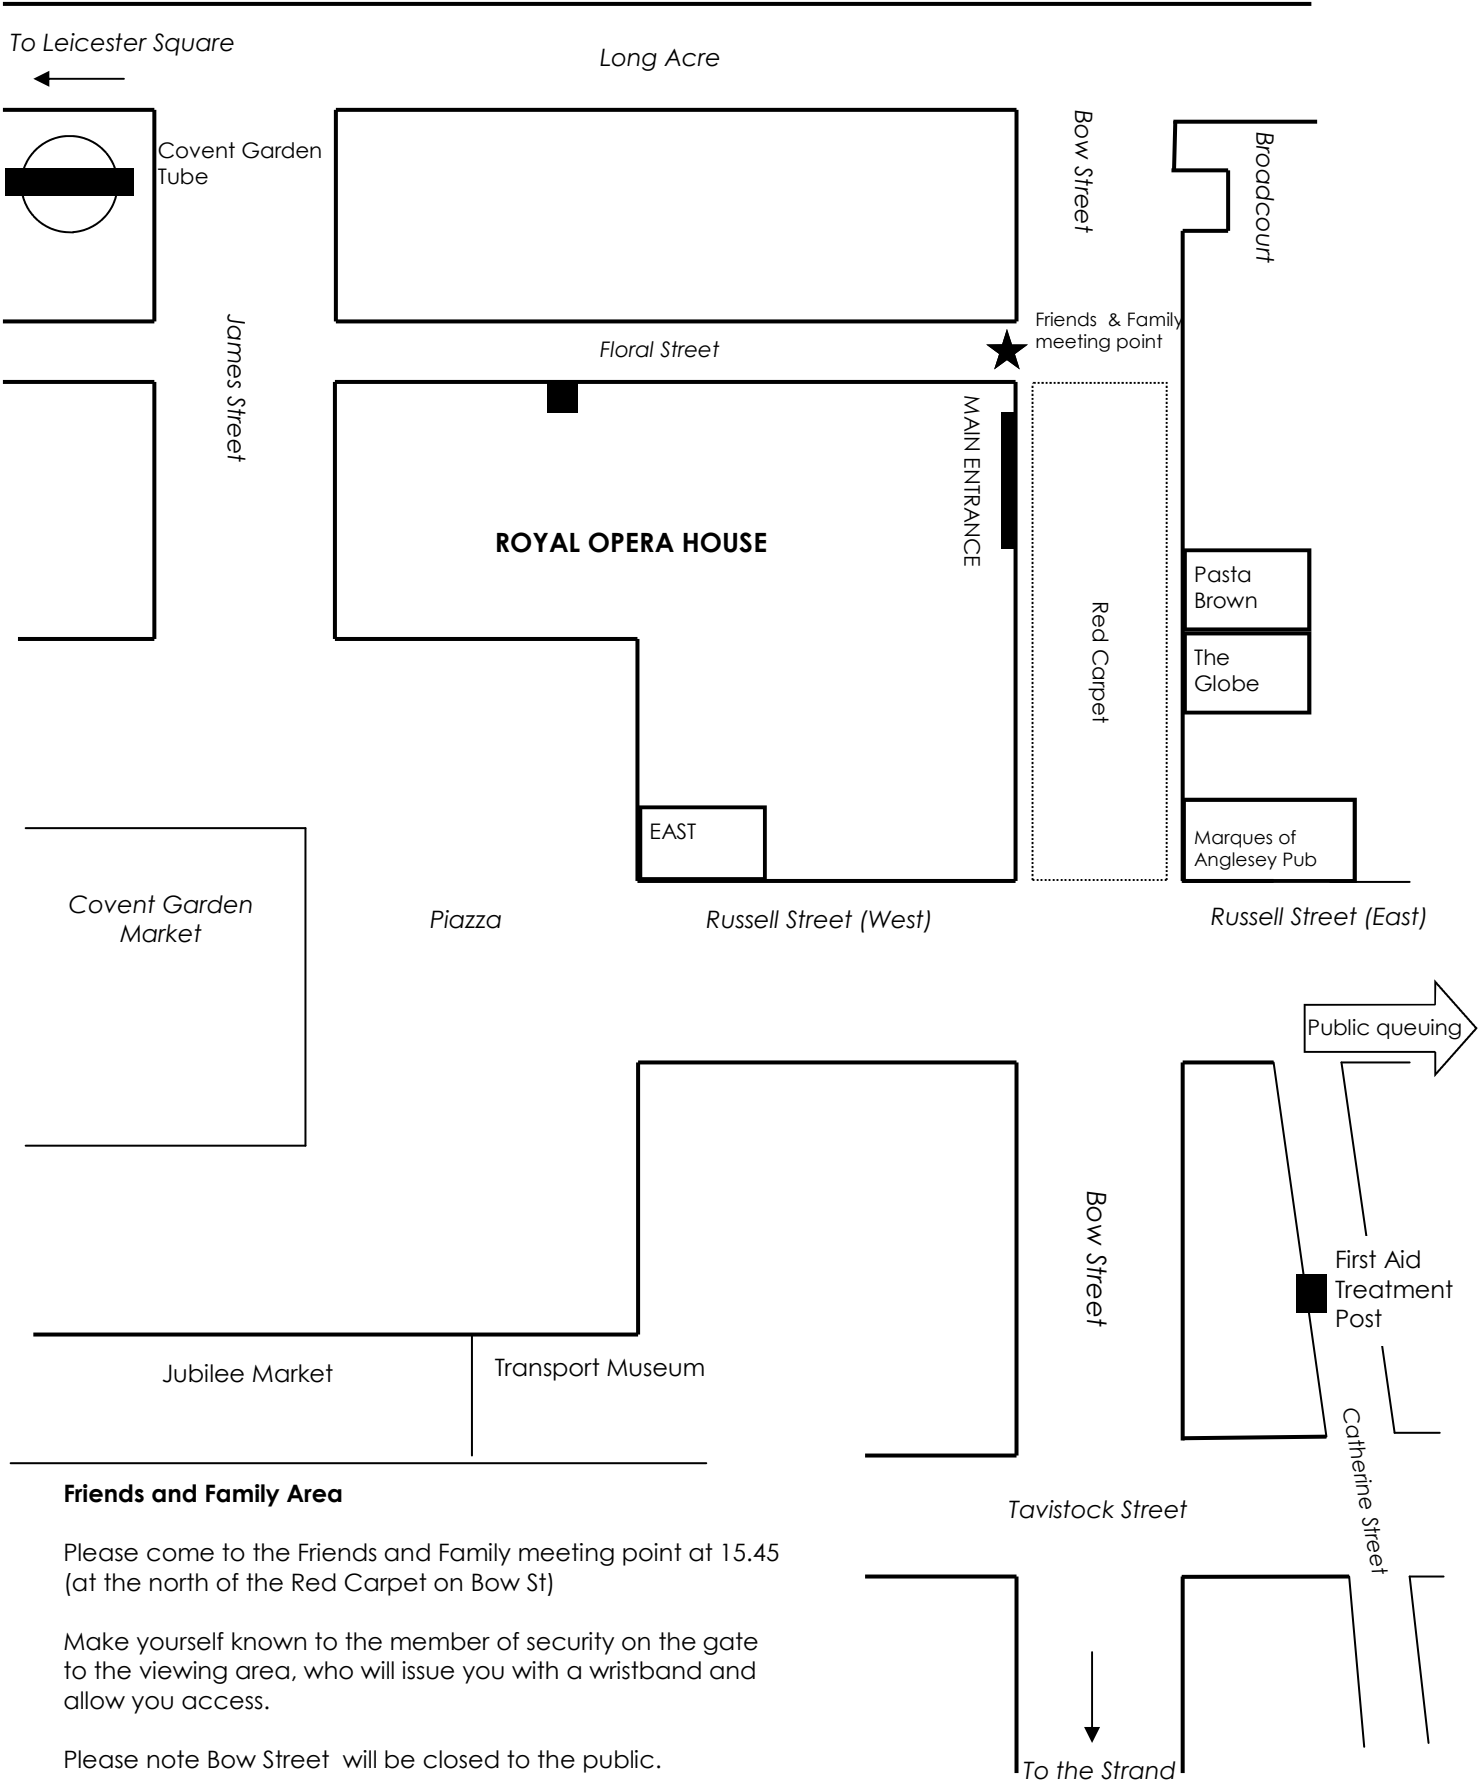 To Leicester Square
Long Acre
Bow Street
Broadcourt
Covent Garden
Tube
James Street
Floral Street
Friends & Family
meeting point
MAIN ENTRANCE
ROYAL OPERA HOUSE
Red Carpet
Pasta
Brown
The
Globe
EAST
Marques of
Anglesey Pub
Covent Garden
Market
Piazza
Russell Street (West)
Russell Street (East)
Public queuing
Bow Street
First Aid
Treatment
Post
Jubilee Market
Transport Museum
Catherine Street
Tavistock Street
Friends and Family Area
Please come to the Friends and Family meeting point at 15.45
(at the north of the Red Carpet on Bow St)
Make yourself known to the member of security on the gate
to the viewing area, who will issue you with a wristband and
allow you access.
Please note Bow Street will be closed to the public.
To the Strand